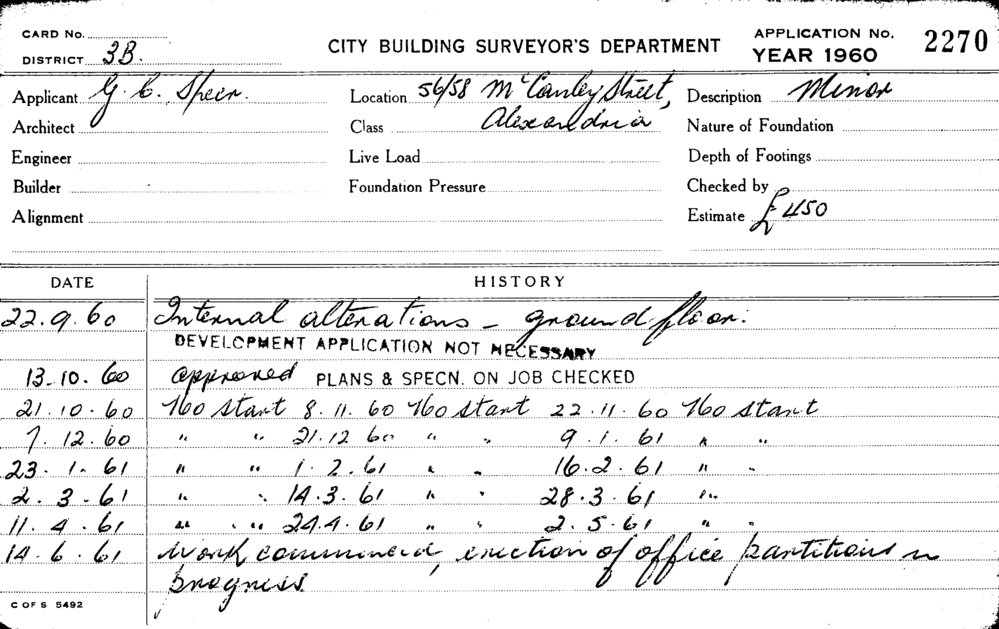 CARD No.
DISTRICT 3B.
CITY BUILDING SURVEYOR'S DEPARTMENT
APPLICATION No. 2270
YEAR 1960
Applicant G. C. Speer. Location 56/58 McCauley Street, Description Minor
Architect Class Alexandria Nature of Foundation
Engineer Live Load Depth of Footings
Builder Foundation Pressure Checked by
Alignment Estimate £450
DATE HISTORY
22.9.60 Internal alterations - ground floor.
DEVELOPMENT APPLICATION NOT NECESSARY
13.10.60 approved PLANS & SPECN. ON JOB CHECKED
21.10.60 No start 8.11.60 No start 22.11.60 No start
7.12.60 " " 21.12.60 " " 9.1.61 " "
23.1.61 " " 1.2.61 " " 16.2.61 " "
2.3.61 " " 14.3.61 " " 28.3.61 " "
11.4.61 " " 24.4.61 " " 2.5.61 " "
14.6.61 Work commenced, erection of office partitions in
progress.
C OF S 5492